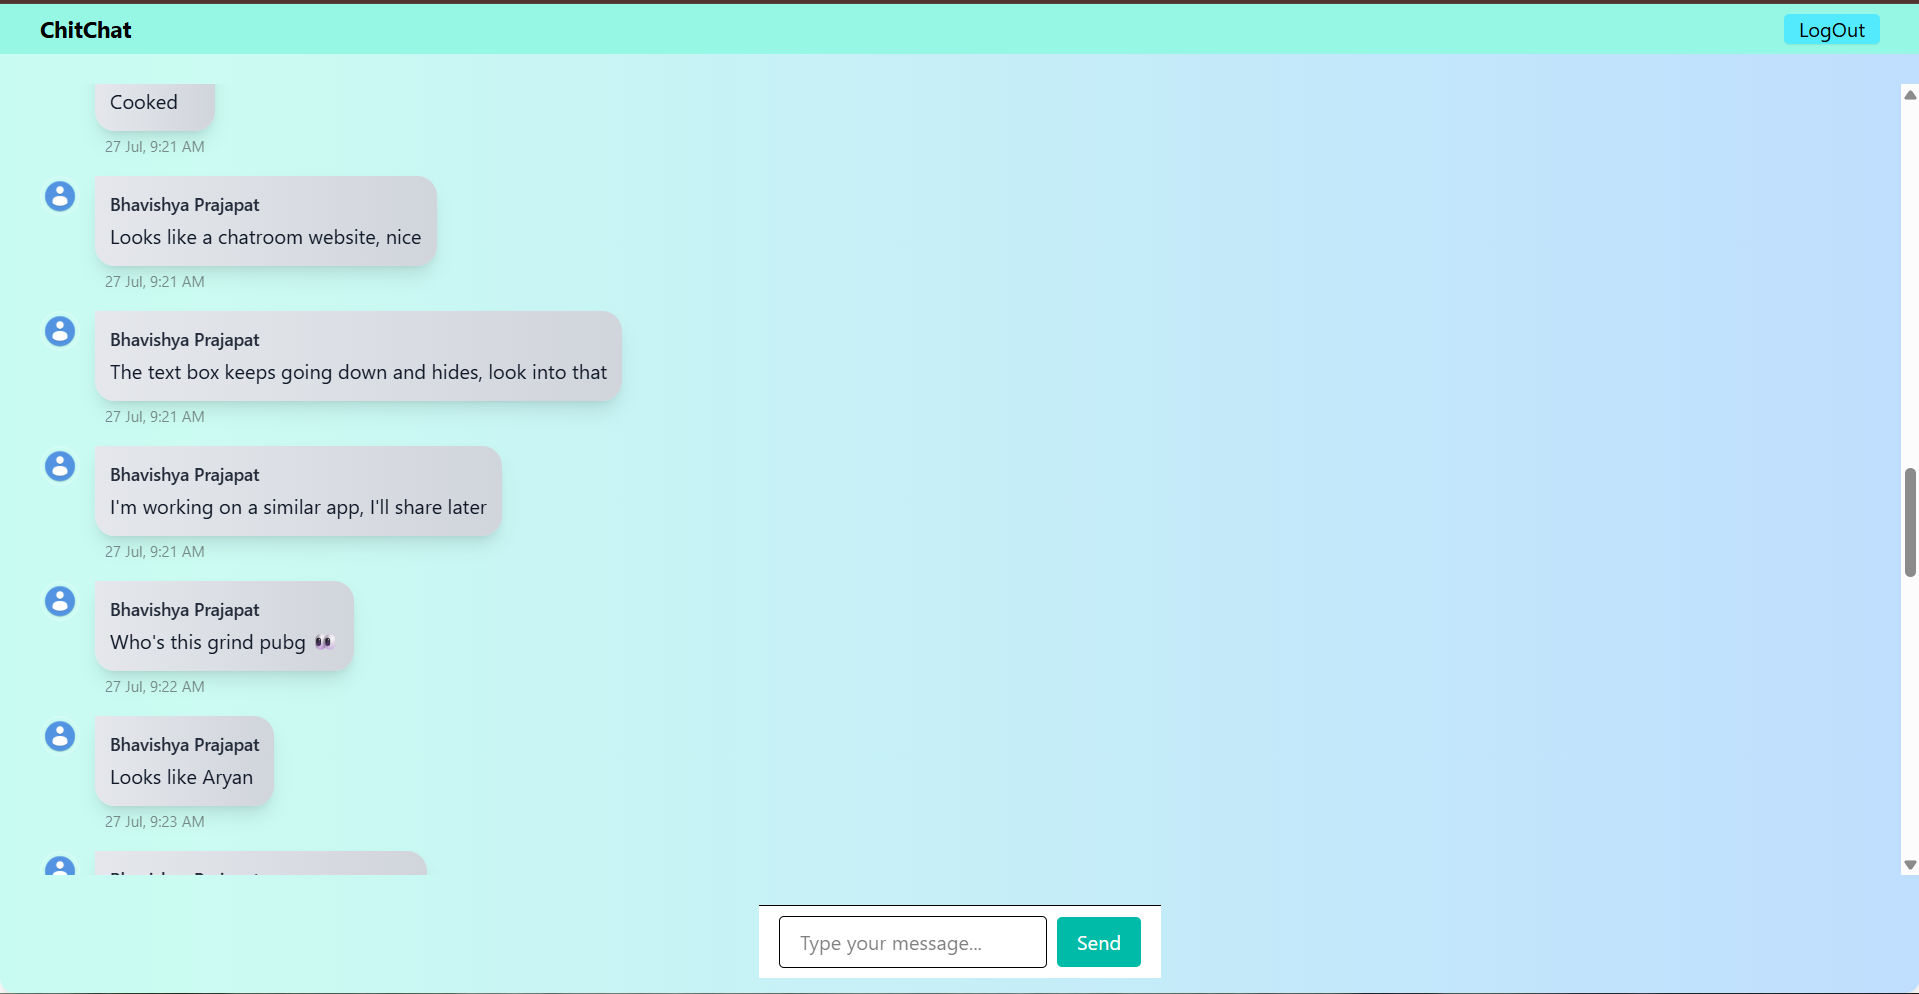 ChitChat
LogOut
Cooked
27 Jul, 9:21 AM
Bhavishya Prajapat
Looks like a chatroom website, nice
27 Jul, 9:21 AM
Bhavishya Prajapat
The text box keeps going down and hides, look into that
27 Jul, 9:21 AM
Bhavishya Prajapat
I'm working on a similar app, I'll share later
27 Jul, 9:21 AM
Bhavishya Prajapat
Who's this grind pubg 👀
27 Jul, 9:22 AM
Bhavishya Prajapat
Looks like Aryan
27 Jul, 9:23 AM
Type your message...
Send